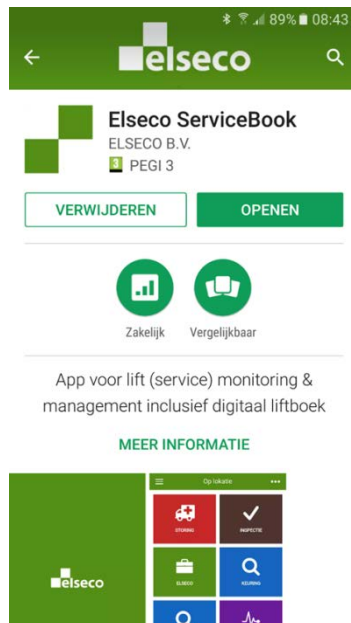 89% 08:43
elseco
Elseco ServiceBook
ELSECO B.V.
3 PEGI 3
VERWIJDEREN OPENEN
Zakelijk Vergelijkbaar
App voor lift (service) monitoring &
management inclusief digitaal liftboek
MEER INFORMATIE
Op lokatie
STORING INSPECTIE
elseco
ELSECO KEURING